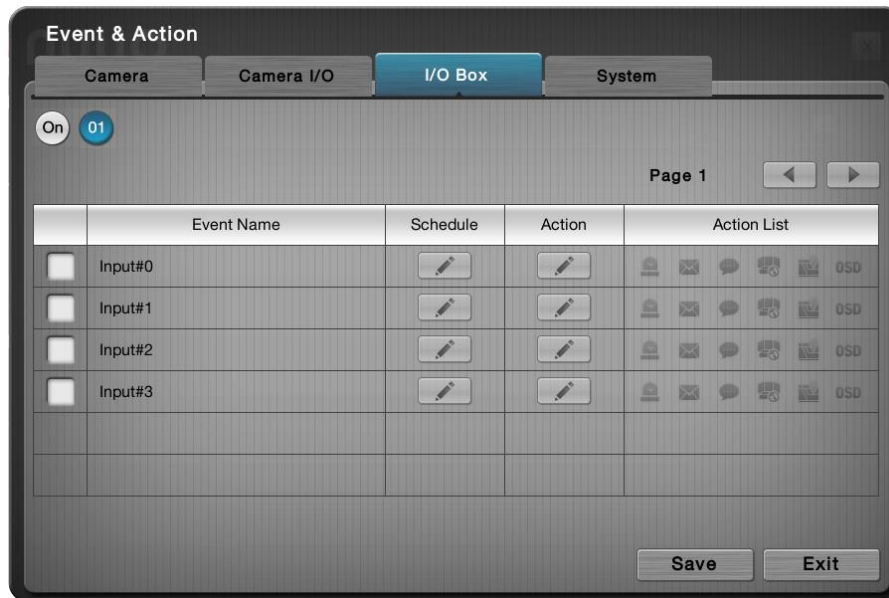 Event & Action
Camera Camera I/O I/O Box System
On 01
Page 1
Event Name Schedule Action Action List
Input#0 OSD
Input#1 OSD
Input#2 OSD
Input#3 OSD
Save Exit